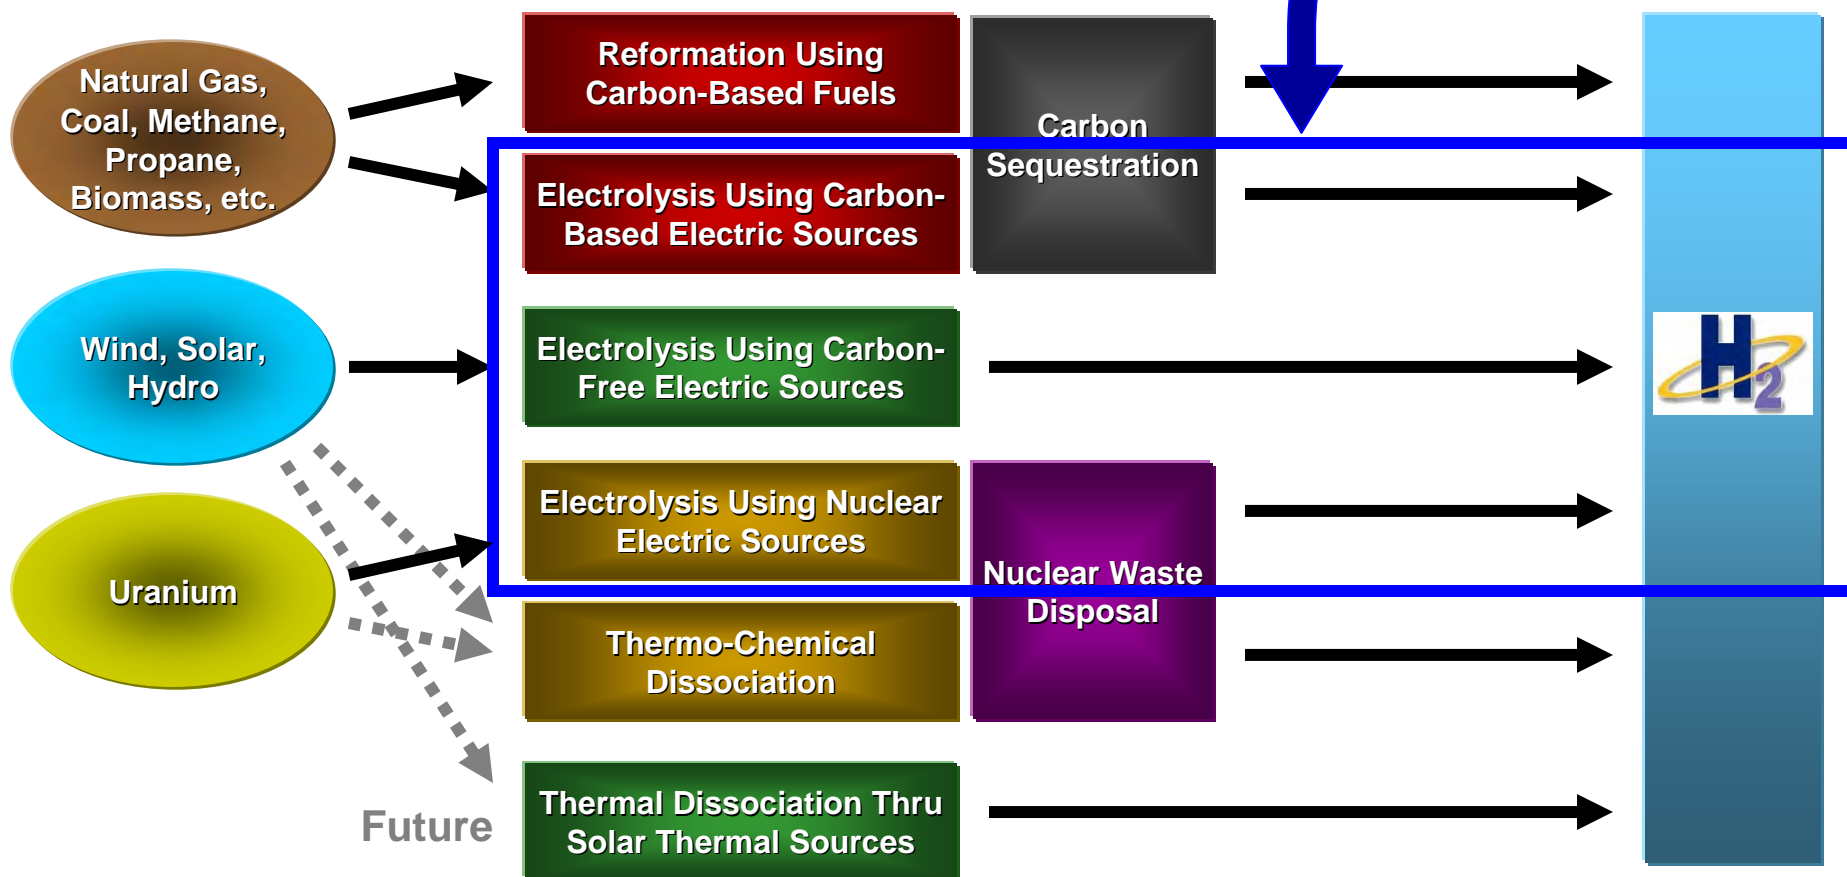 Natural Gas,
Coal, Methane,
Propane,
Biomass, etc.
Wind, Solar,
Hydro
Uranium
Future
Reformation Using
Carbon-Based Fuels
Electrolysis Using Carbon-
Based Electric Sources
Electrolysis Using Carbon-
Free Electric Sources
Electrolysis Using Nuclear
Electric Sources
Thermo-Chemical
Dissociation
Thermal Dissociation Thru
Solar Thermal Sources
Carbon
Sequestration
Nuclear Waste
Disposal
H2